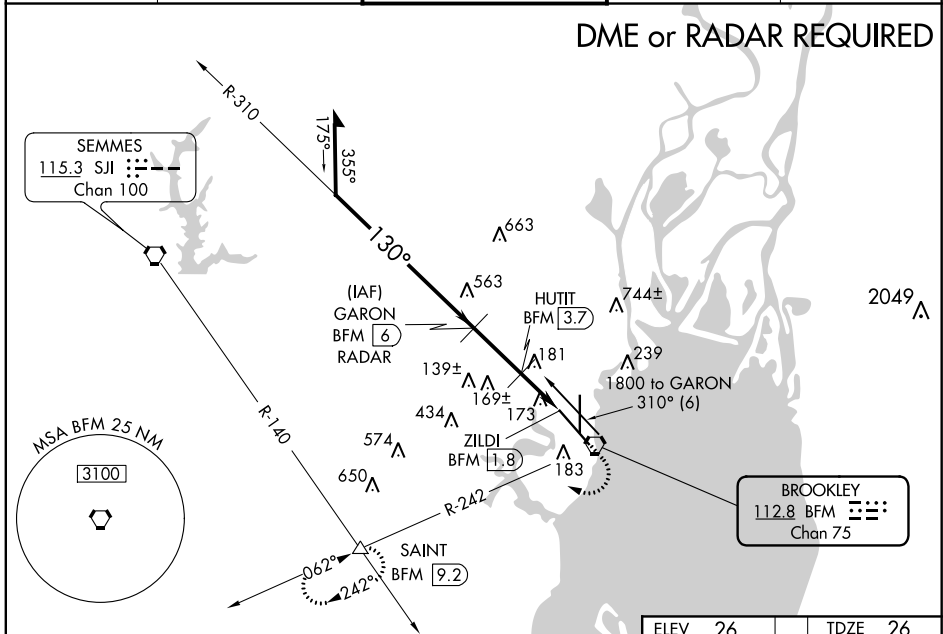 DME or RADAR REQUIRED
R-310
SEMMES
115.3 SJI
Chan 100
175°
355°
130°
663
563
(IAF)
GARON
BFM 6
RADAR
HUTIT
BFM 3.7
744±
2049
181
239
1800 to GARON
310° (6)
139±
169±
173
434
574
650
ZILDI
BFM 1.8
183
R-140
R-242
MSA BFM 25 NM
3100
BROOKLEY
112.8 BFM
Chan 75
SAINT
BFM 9.2
062°
242°
ELEV 26
TDZE 26